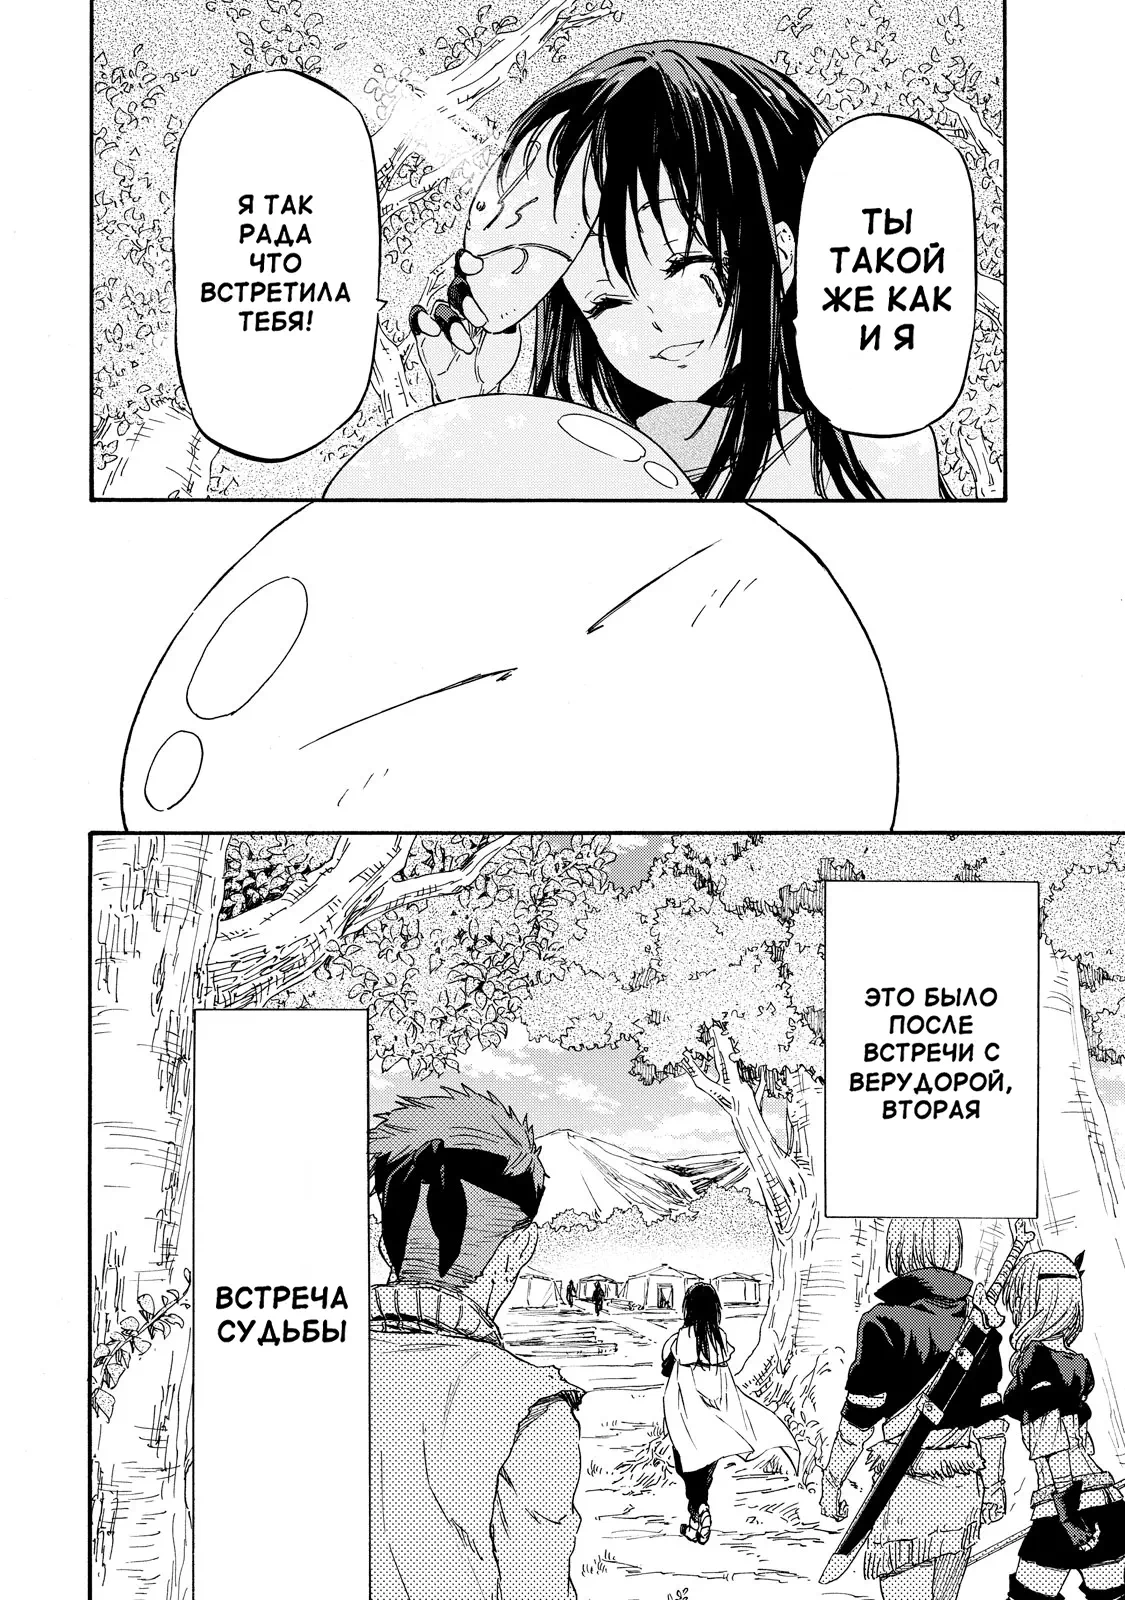 ТЫ
ТАКОЙ
ЖЕ КАК
И Я
Я ТАК
РАДА
ЧТО
ВСТРЕТИЛА
ТЕБЯ!
ЭТО БЫЛО
ПОСЛЕ
ВСТРЕЧИ С
ВЕРУДОРОЙ,
ВТОРАЯ
ВСТРЕЧА
СУДЬБЫ